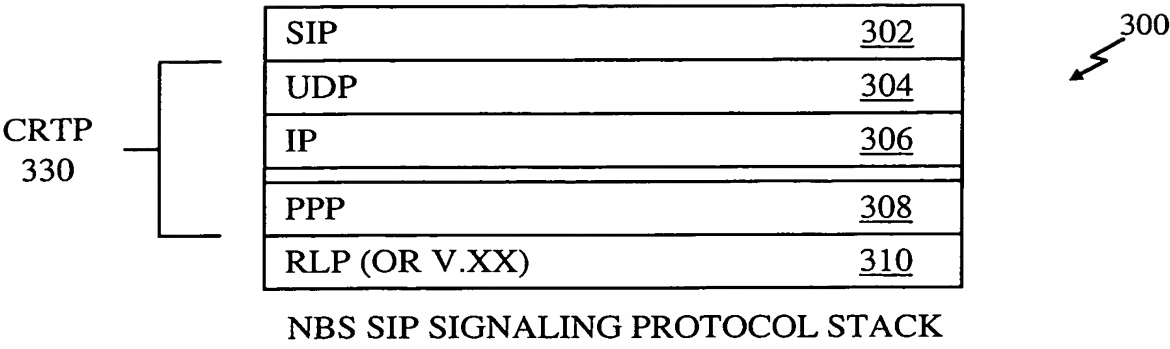 SIP 302
300
UDP 304
CRTP
330
IP 306
PPP 308
RLP (OR V.XX) 310
NBS SIP SIGNALING PROTOCOL STACK